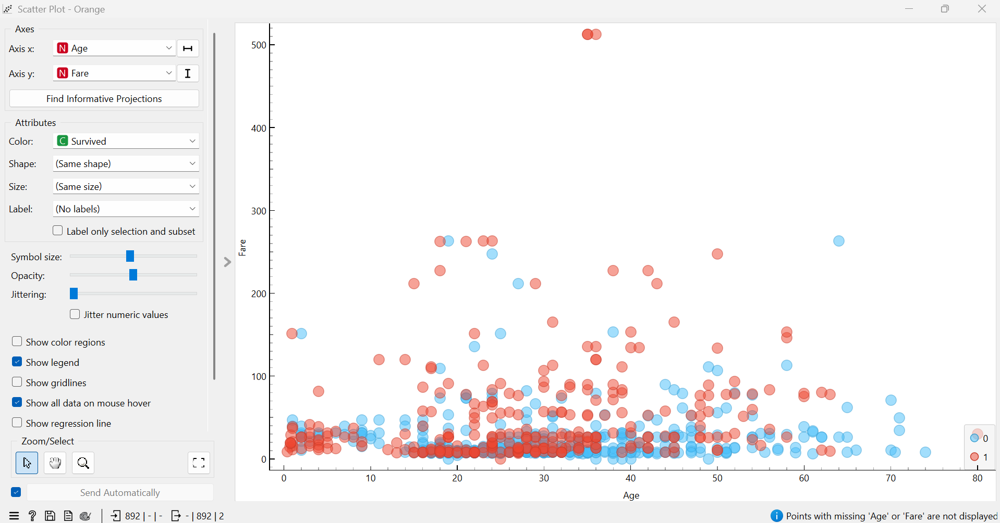 Scatter Plot - Orange
Axes
Axis x:
N Age
Axis y:
N Fare
Find Informative Projections
Attributes
Color:
C Survived
Shape:
(Same shape)
Size:
(Same size)
Label:
(No labels)
Label only selection and subset
Symbol size:
Opacity:
Jittering:
Jitter numeric values
Show color regions
Show legend
Show gridlines
Show all data on mouse hover
Show regression line
Zoom/Select
Send Automatically
892 | - | -
- | 892 | 2
500
400
300
200
100
0
Fare
0 10 20 30 40 50 60 70 80
Age
0
1
Points with missing 'Age' or 'Fare' are not displayed